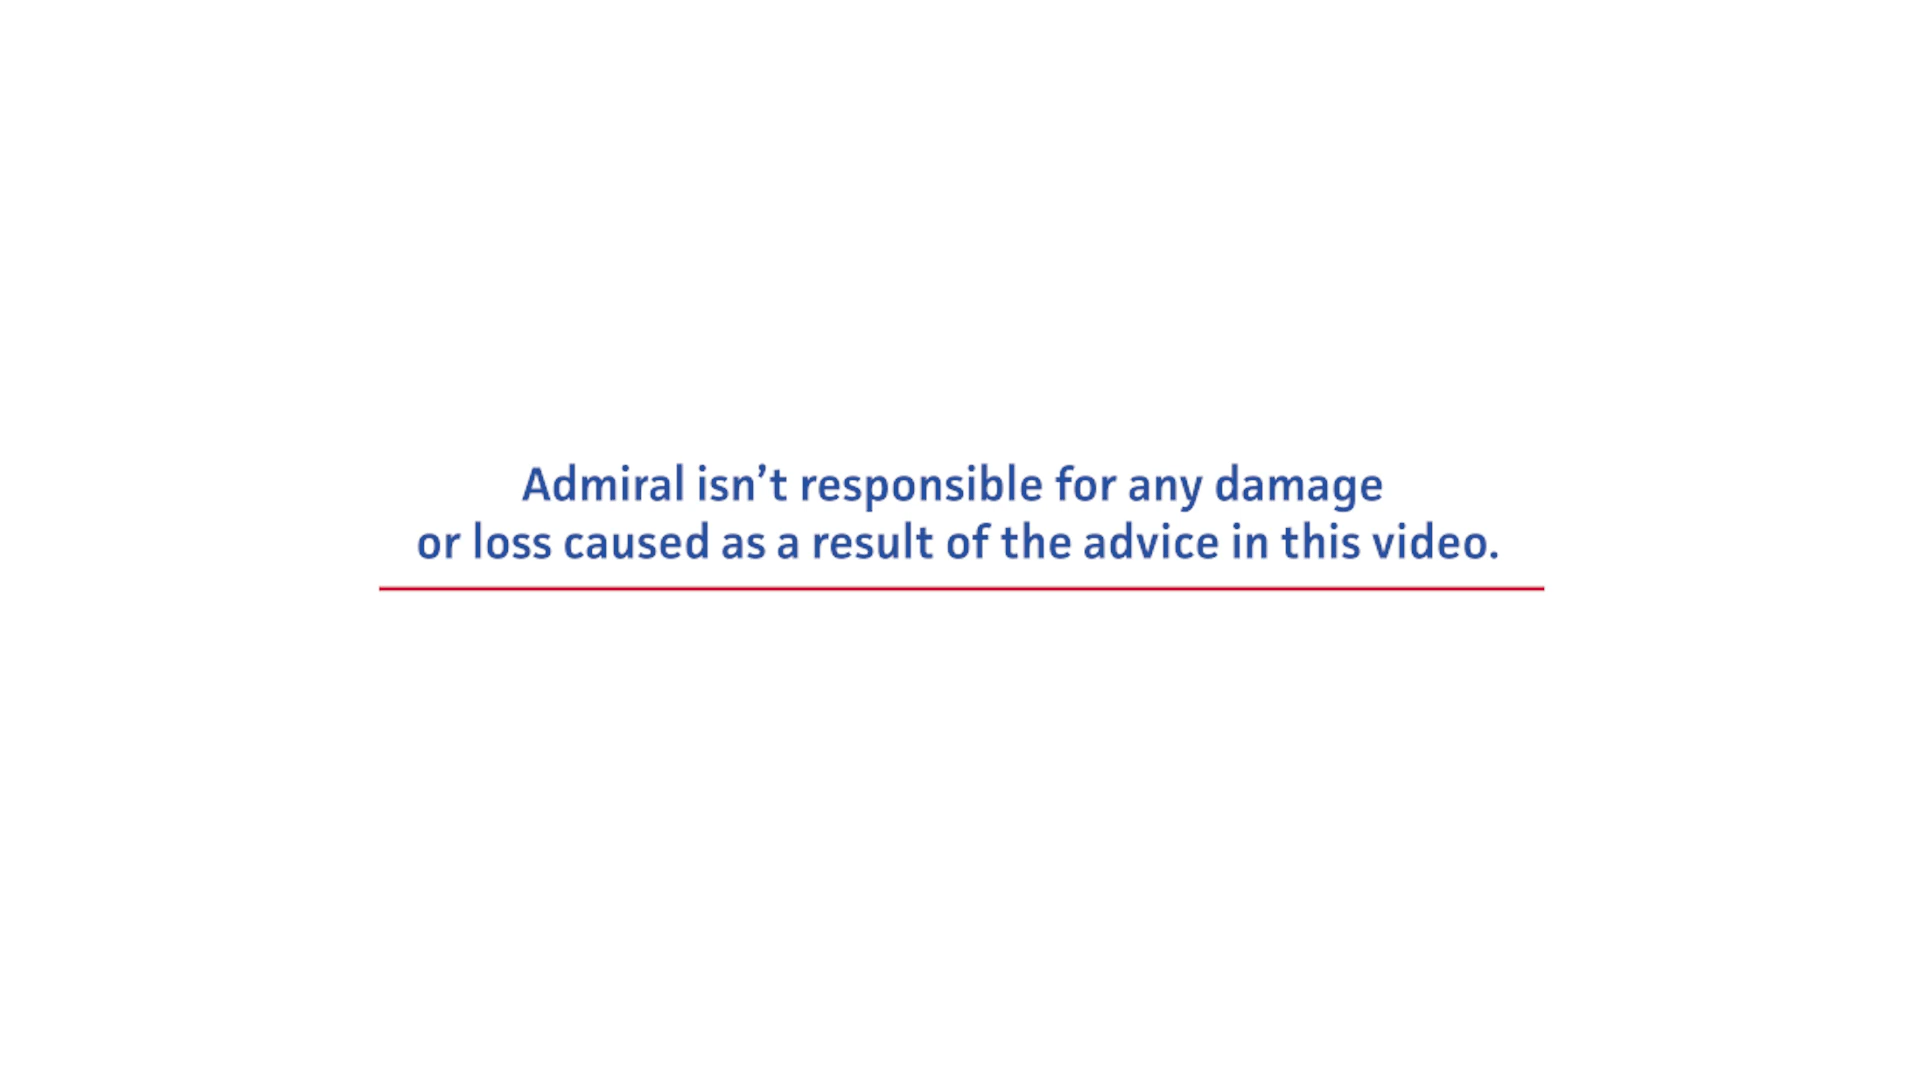 Admiral isn’t responsible for any damage
or loss caused as a result of the advice in this video.